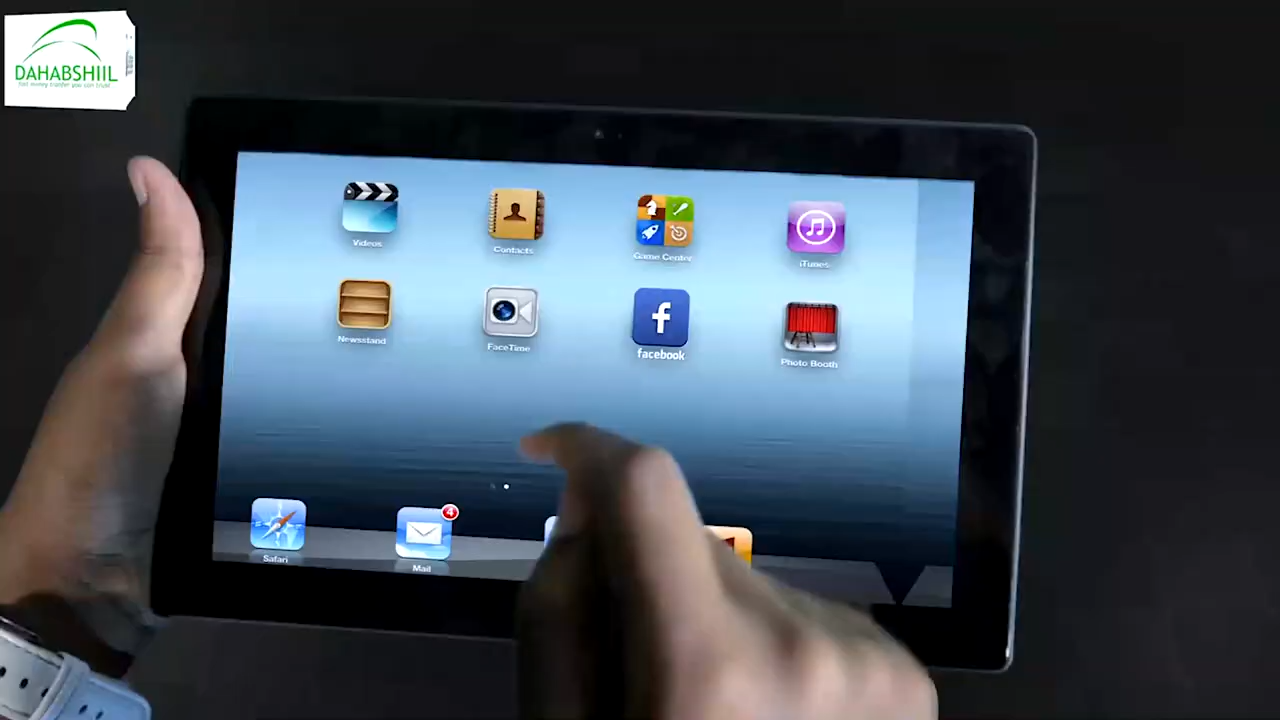 DAHABSHIIL
Videos
Contacts
Game Center
iTunes
Newsstand
FaceTime
facebook
Photo Booth
4
Safari
Mail